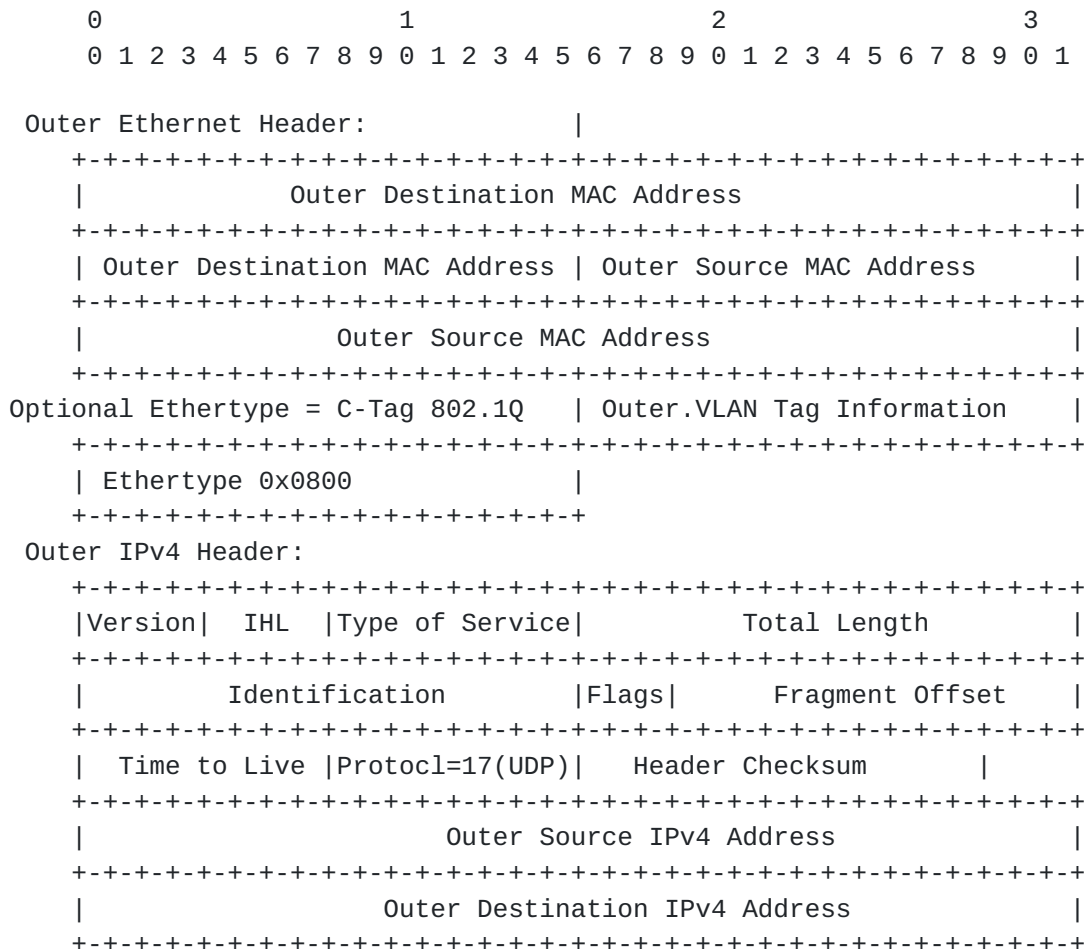 0                   1                   2                   3
0 1 2 3 4 5 6 7 8 9 0 1 2 3 4 5 6 7 8 9 0 1 2 3 4 5 6 7 8 9 0 1
Outer Ethernet Header:             |
+-+-+-+-+-+-+-+-+-+-+-+-+-+-+-+-+-+-+-+-+-+-+-+-+-+-+-+-+-+-+-+-+
|             Outer Destination MAC Address                     |
+-+-+-+-+-+-+-+-+-+-+-+-+-+-+-+-+-+-+-+-+-+-+-+-+-+-+-+-+-+-+-+-+
| Outer Destination MAC Address | Outer Source MAC Address      |
+-+-+-+-+-+-+-+-+-+-+-+-+-+-+-+-+-+-+-+-+-+-+-+-+-+-+-+-+-+-+-+-+
|                Outer Source MAC Address                       |
+-+-+-+-+-+-+-+-+-+-+-+-+-+-+-+-+-+-+-+-+-+-+-+-+-+-+-+-+-+-+-+-+
Optional Ethertype = C-Tag 802.1Q   | Outer.VLAN Tag Information    |
+-+-+-+-+-+-+-+-+-+-+-+-+-+-+-+-+-+-+-+-+-+-+-+-+-+-+-+-+-+-+-+-+
| Ethertype 0x0800              |
+-+-+-+-+-+-+-+-+-+-+-+-+-+-+-+-+
Outer IPv4 Header:
+-+-+-+-+-+-+-+-+-+-+-+-+-+-+-+-+-+-+-+-+-+-+-+-+-+-+-+-+-+-+-+-+
|Version|  IHL  |Type of Service|          Total Length         |
+-+-+-+-+-+-+-+-+-+-+-+-+-+-+-+-+-+-+-+-+-+-+-+-+-+-+-+-+-+-+-+-+
|         Identification        |Flags|      Fragment Offset    |
+-+-+-+-+-+-+-+-+-+-+-+-+-+-+-+-+-+-+-+-+-+-+-+-+-+-+-+-+-+-+-+-+
|  Time to Live |Protocl=17(UDP)|   Header Checksum       |
+-+-+-+-+-+-+-+-+-+-+-+-+-+-+-+-+-+-+-+-+-+-+-+-+-+-+-+-+-+-+-+-+
|                       Outer Source IPv4 Address               |
+-+-+-+-+-+-+-+-+-+-+-+-+-+-+-+-+-+-+-+-+-+-+-+-+-+-+-+-+-+-+-+-+
|                   Outer Destination IPv4 Address              |
+-+-+-+-+-+-+-+-+-+-+-+-+-+-+-+-+-+-+-+-+-+-+-+-+-+-+-+-+-+-+-+-+